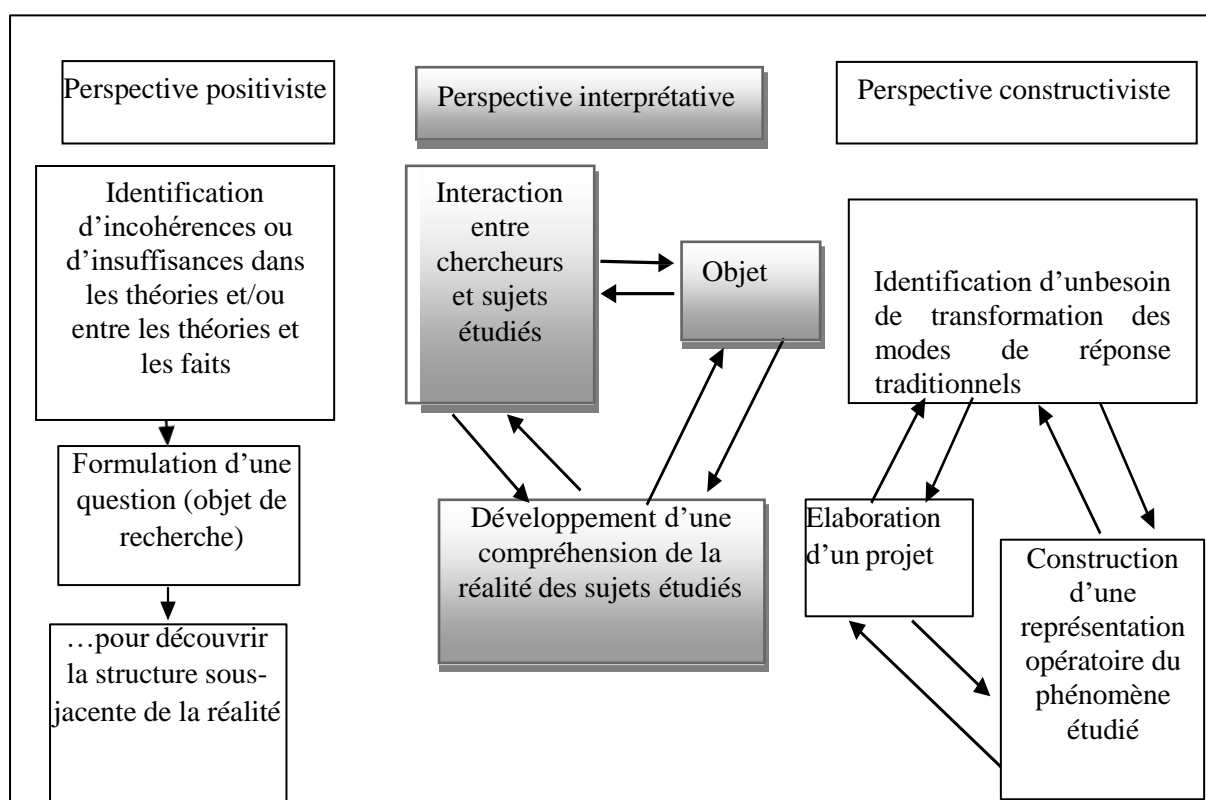 Perspective positiviste
Perspective interprétative
Perspective constructiviste
Identification
d’incohérences ou
d’insuffisances dans
les théories et/ou
entre les théories et
les faits
Formulation d’une
question (objet de
recherche)
…pour découvrir
la structure sous-
jacente de la réalité
Interaction
entre
chercheurs
et sujets
étudiés
Objet
Développement d’une
compréhension de la
réalité des sujets étudiés
Identification d’unbesoin
de transformation des
modes de réponse
traditionnels
Elaboration
d’un projet
Construction
d’une
représentation
opératoire du
phénomène
étudié